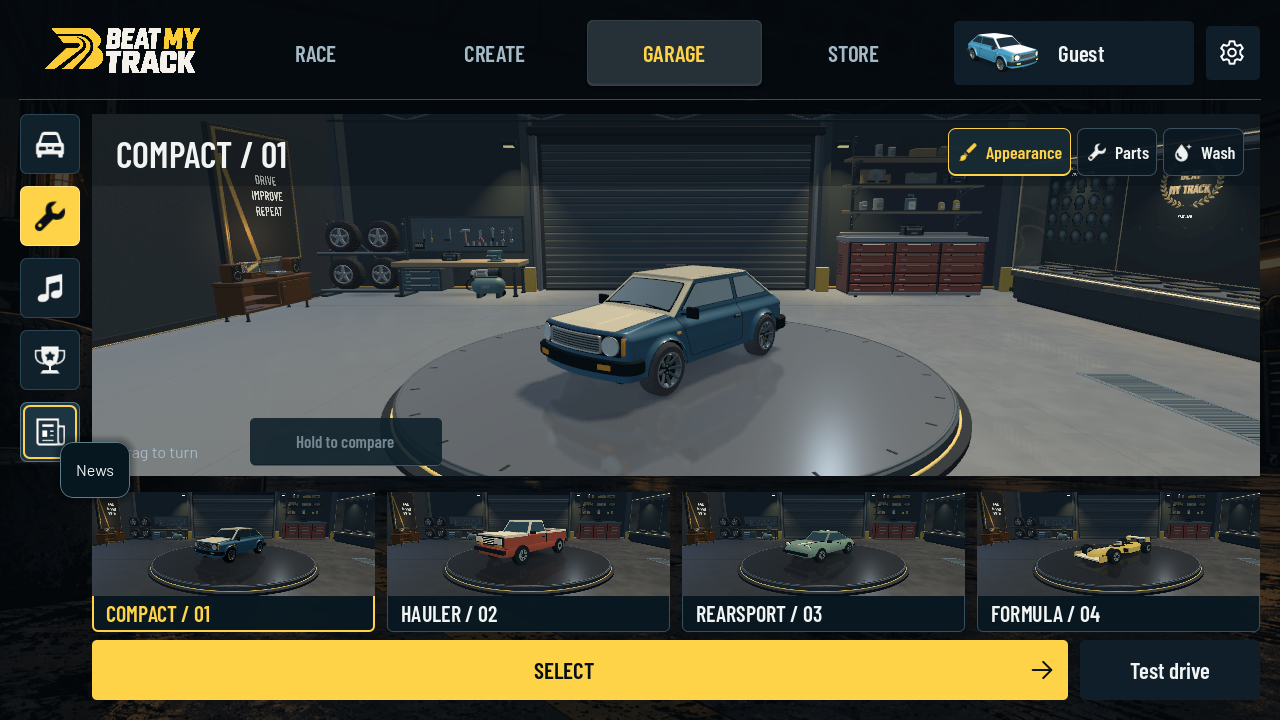 BEAT MY TRACK
RACE
CREATE
GARAGE
STORE
Guest
COMPACT / 01
Appearance
Parts
Wash
DRIVE
IMPROVE
REPEAT
MY TRACK
ag to turn
Hold to compare
News
COMPACT / 01
HAULER / 02
REARSPORT / 03
FORMULA / 04
SELECT
Test drive